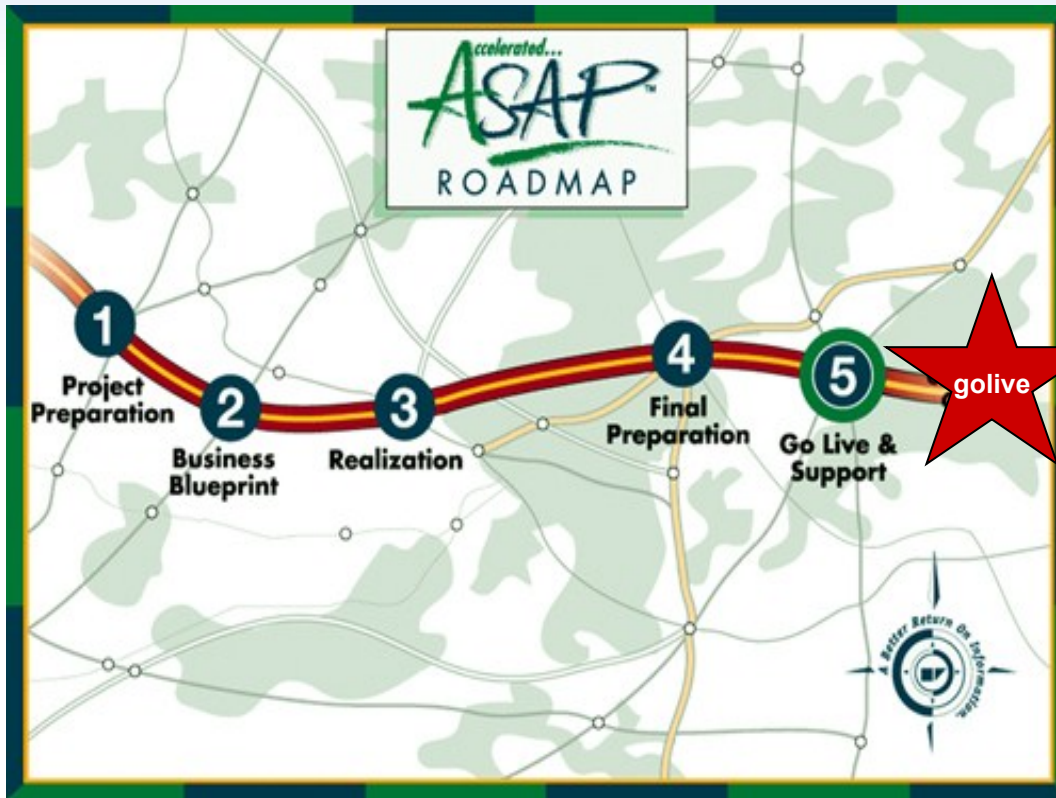 ccelerated...
ASAP™
ROADMAP
1
Project
Preparation
2
Business
Blueprint
3
Realization
4
Final
Preparation
5
Go Live &
Support
golive
A Better Return On Information.